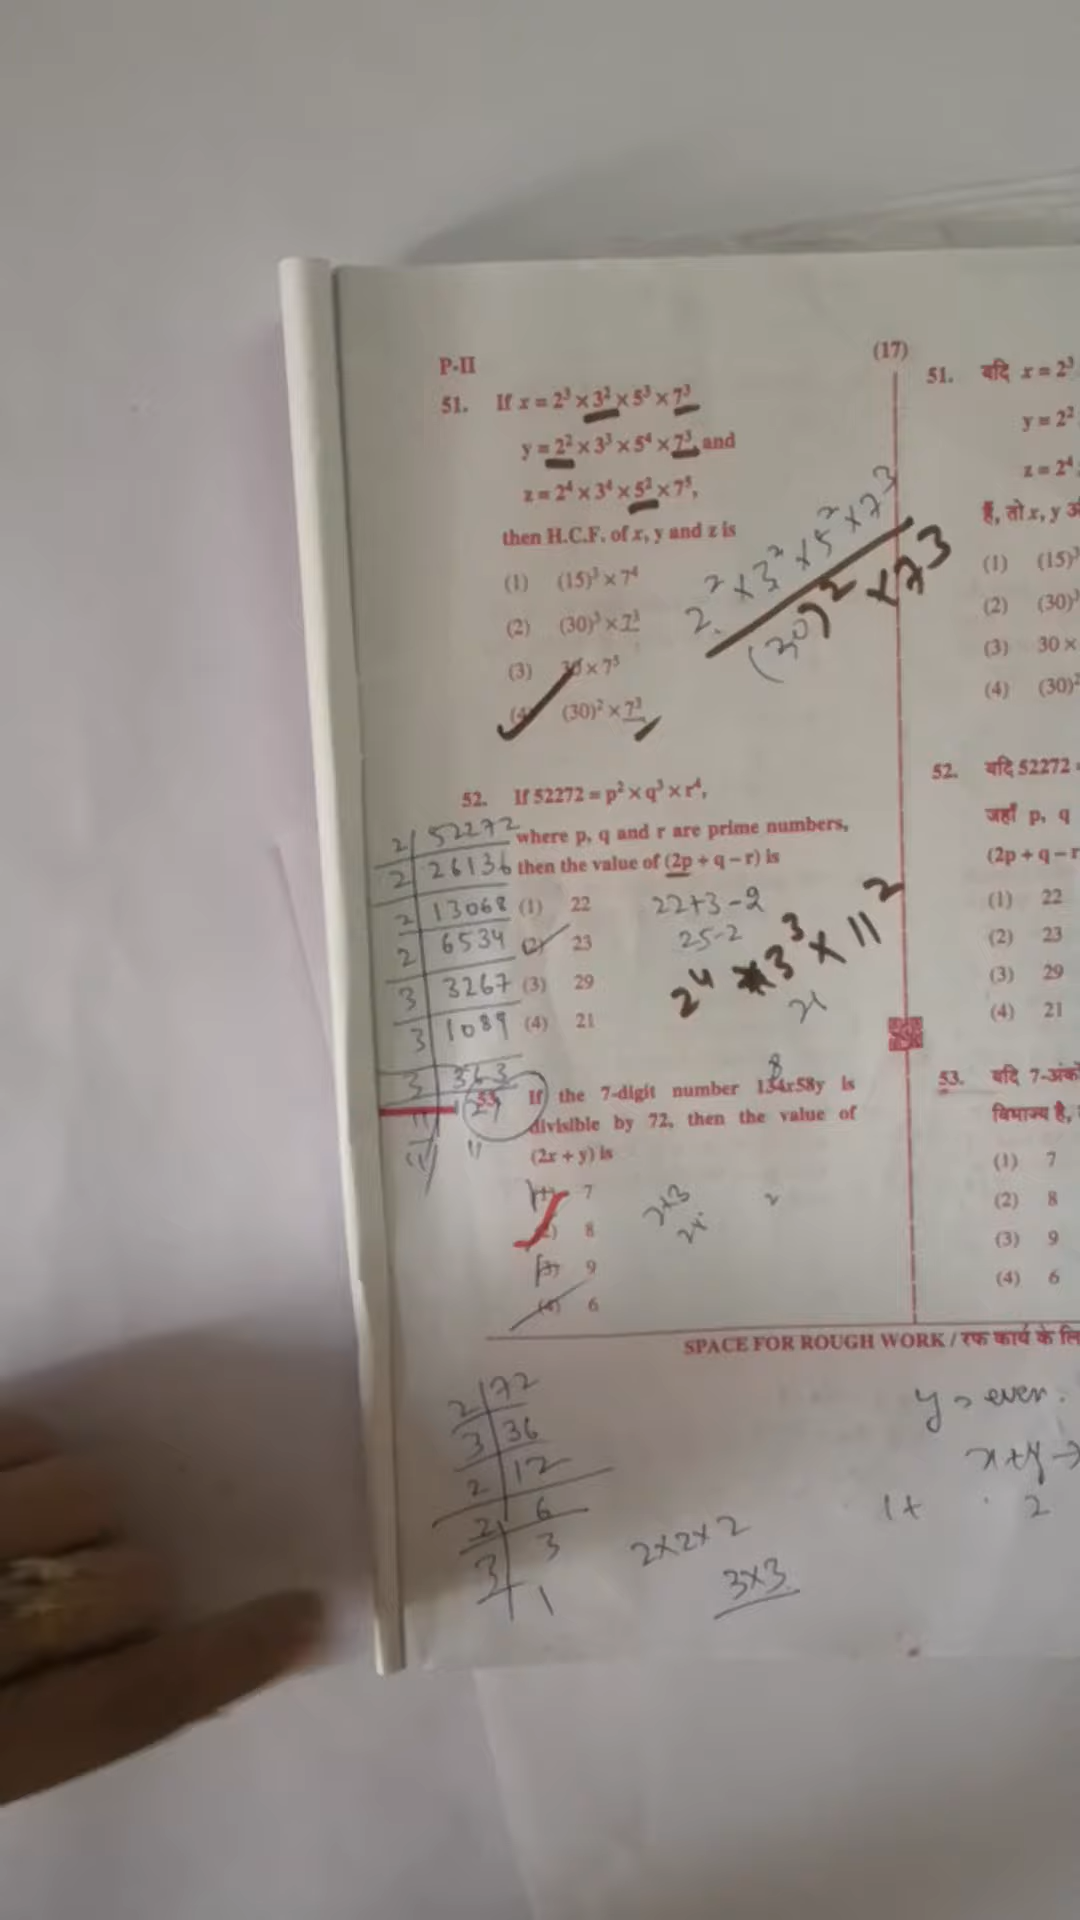 P-II
(17)
51. If x = 2³ × 3² × 5³ × 7³
y = 2² × 3³ × 5⁴ × 7³, and
z = 2⁴ × 3⁴ × 5² × 7⁵,
then H.C.F. of x, y and z is
(1) (15)³ × 7⁴
(2) (30)³ × 7³
(3) 30 × 7⁵
(4) (30)² × 7³
2² × 3² × 5² × 7³
(30)² × 7³
52. If 52272 = p² × q³ × r⁴,
where p, q and r are prime numbers,
then the value of (2p + q – r) is
(1) 22
(2) 23
(3) 29
(4) 21
2 52272
2 26136
2 13068
2 6534
3 3267
3 1089
3 363
22+3-2
25-2
2⁴ × 3³ × 11²
53. If the 7-digit number 134x58y is
divisible by 72, then the value of
(2x + y) is
7
(2) 8
(3) 9
(4) 6
8
SPACE FOR ROUGH WORK / रफ कार्य के लि
2 72
3 36
2 12
2 6
3 3
1
2×2×2
3×3
y = even.
x+y →
1+ 2
51. यदि x = 2³
y = 2²
z = 2⁴
हैं, तो x, y
(1) (15)³
(2) (30)³
(3) 30 ×
(4) (30)²
52. यदि 52272 =
जहाँ p, q
(2p + q – r
(1) 22
(2) 23
(3) 29
(4) 21
53. यदि 7-अंकों
विभाज्य है,
(1) 7
(2) 8
(3) 9
(4) 6